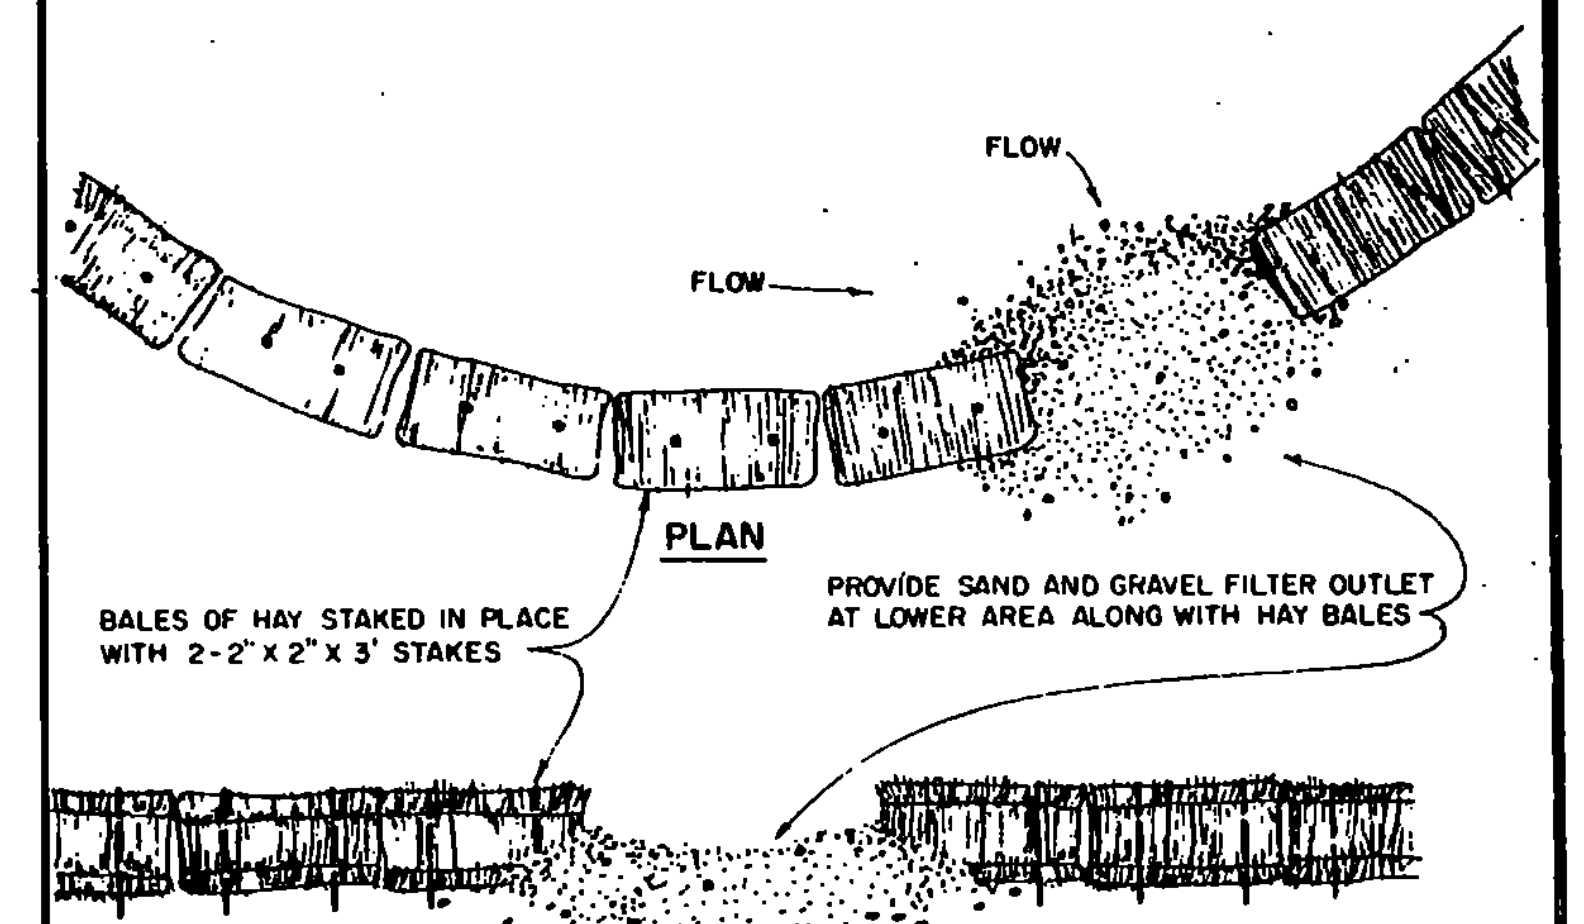 FLOW
FLOW
PLAN
BALES OF HAY STAKED IN PLACE
WITH 2-2" X 2" X 3' STAKES
PROVIDE SAND AND GRAVEL FILTER OUTLET
AT LOWER AREA ALONG WITH HAY BALES